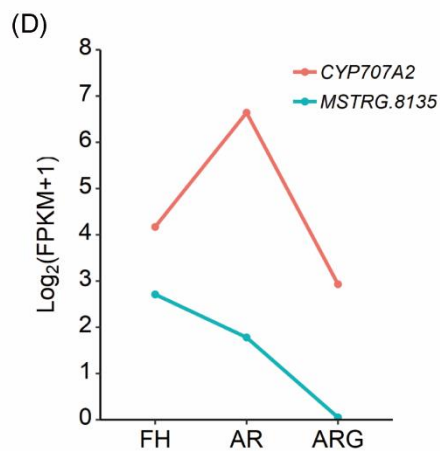 (D)
8
7
6
5
4
3
2
1
0
Log₂(FPKM+1)
CYP707A2
MSTRG.8135
FH AR ARG